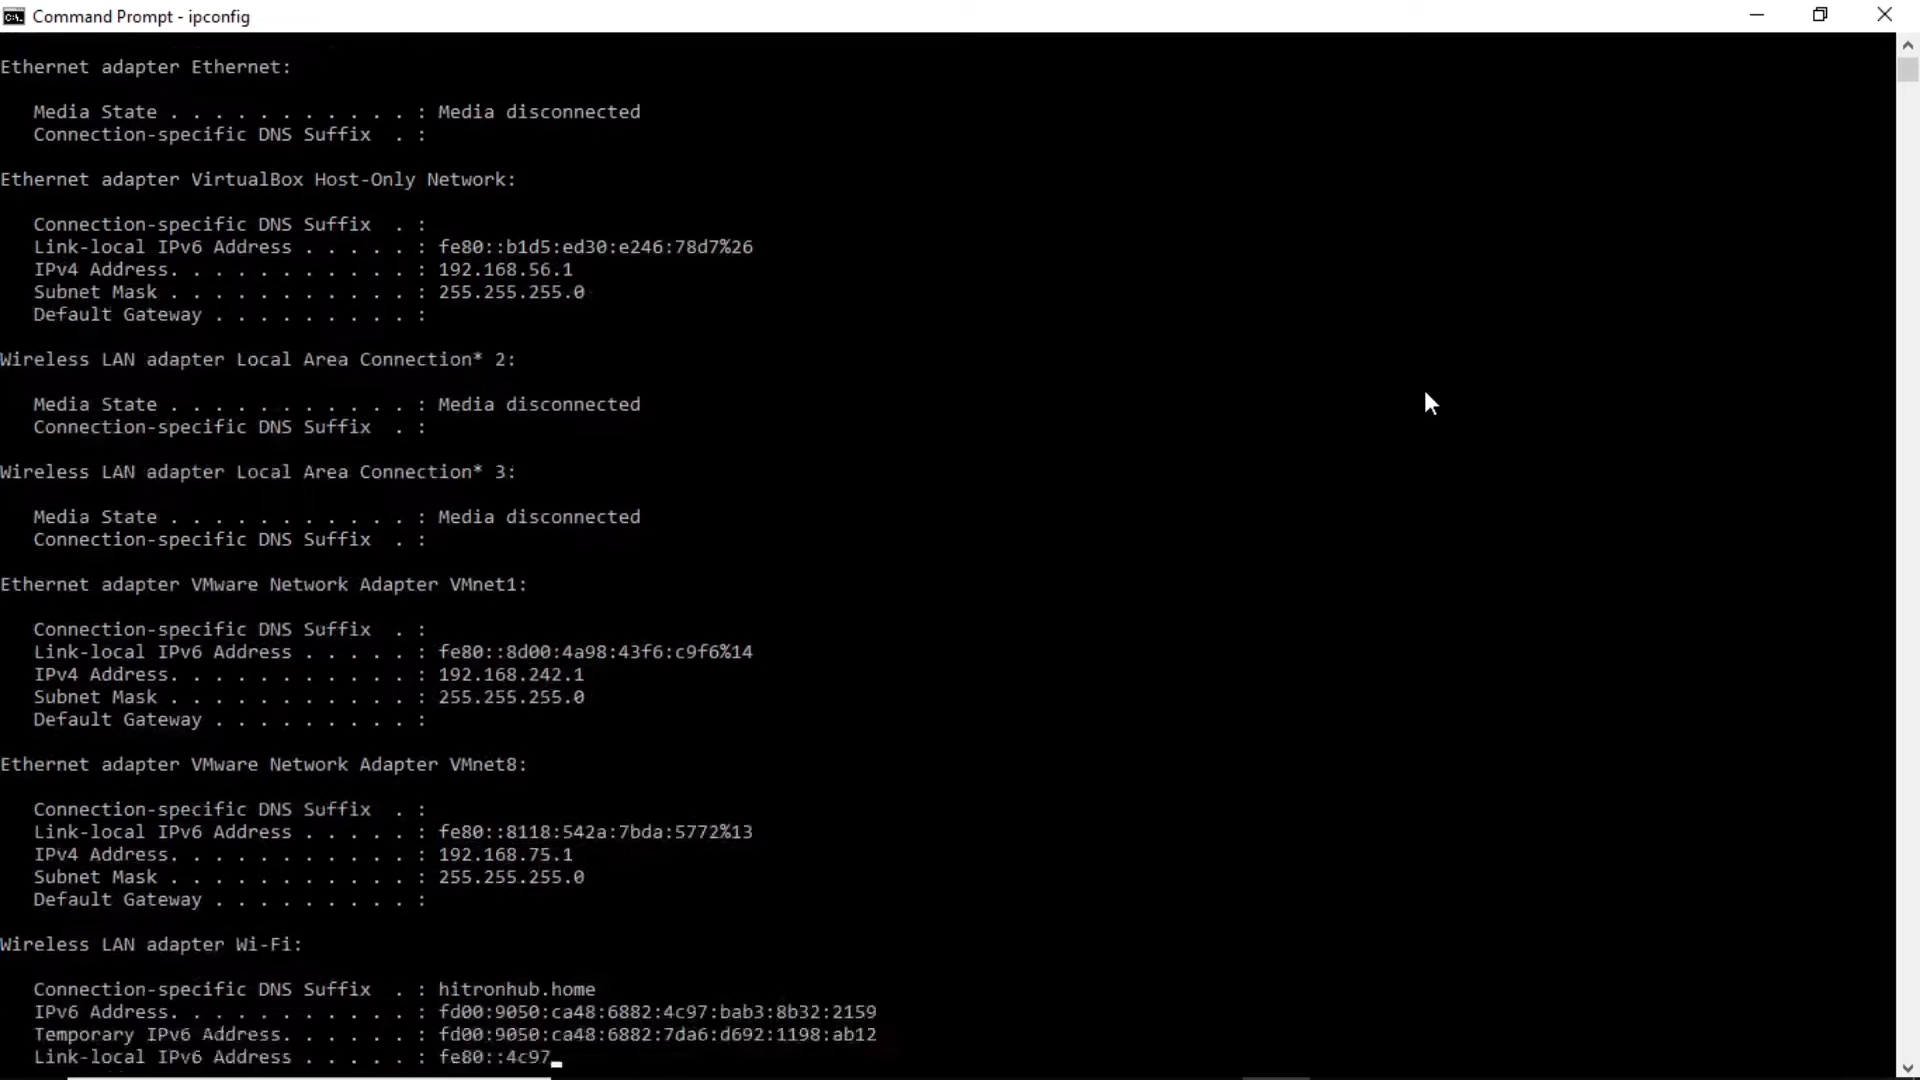 Command Prompt - ipconfig
Ethernet adapter Ethernet:
Media State . . . . . . . . . . . : Media disconnected
Connection-specific DNS Suffix . :
Ethernet adapter VirtualBox Host-Only Network:
Connection-specific DNS Suffix . :
Link-local IPv6 Address . . . . . : fe80::b1d5:ed30:e246:78d7%26
IPv4 Address. . . . . . . . . . . : 192.168.56.1
Subnet Mask . . . . . . . . . . . : 255.255.255.0
Default Gateway . . . . . . . . . :
Wireless LAN adapter Local Area Connection* 2:
Media State . . . . . . . . . . . : Media disconnected
Connection-specific DNS Suffix . :
Wireless LAN adapter Local Area Connection* 3:
Media State . . . . . . . . . . . : Media disconnected
Connection-specific DNS Suffix . :
Ethernet adapter VMware Network Adapter VMnet1:
Connection-specific DNS Suffix . :
Link-local IPv6 Address . . . . . : fe80::8d00:4a98:43f6:c9f6%14
IPv4 Address. . . . . . . . . . . : 192.168.242.1
Subnet Mask . . . . . . . . . . . : 255.255.255.0
Default Gateway . . . . . . . . . :
Ethernet adapter VMware Network Adapter VMnet8:
Connection-specific DNS Suffix . :
Link-local IPv6 Address . . . . . : fe80::8118:542a:7bda:5772%13
IPv4 Address. . . . . . . . . . . : 192.168.75.1
Subnet Mask . . . . . . . . . . . : 255.255.255.0
Default Gateway . . . . . . . . . :
Wireless LAN adapter Wi-Fi:
Connection-specific DNS Suffix . : hitronhub.home
IPv6 Address. . . . . . . . . . . : fd00:9050:ca48:6882:4c97:bab3:8b32:2159
Temporary IPv6 Address. . . . . . : fd00:9050:ca48:6882:7da6:d692:1198:ab12
Link-local IPv6 Address . . . . . : fe80::4c97